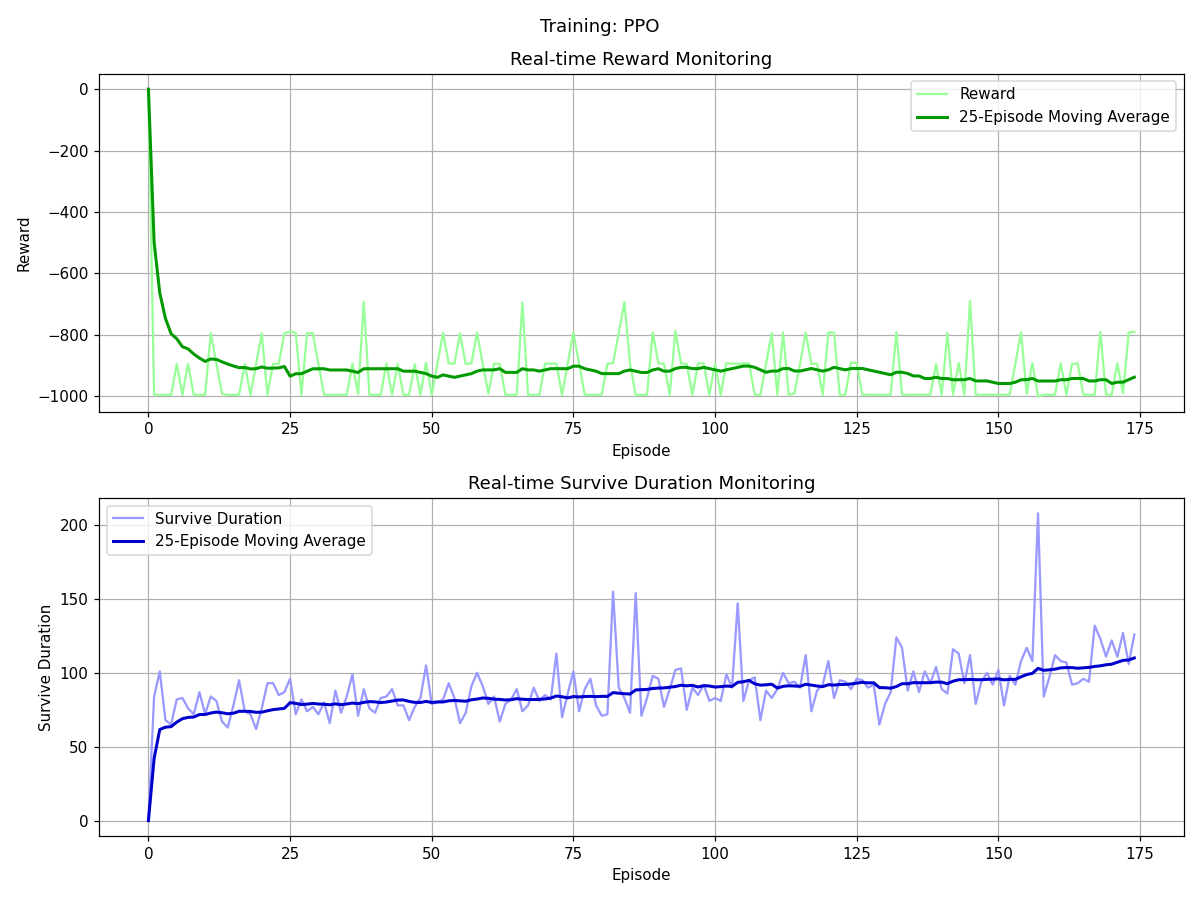 Training: PPO
Real-time Reward Monitoring
Reward
25-Episode Moving Average
0
−200
−400
−600
−800
−1000
Reward
0 25 50 75 100 125 150 175
Episode
Real-time Survive Duration Monitoring
Survive Duration
25-Episode Moving Average
200
150
100
50
0
Survive Duration
0 25 50 75 100 125 150 175
Episode